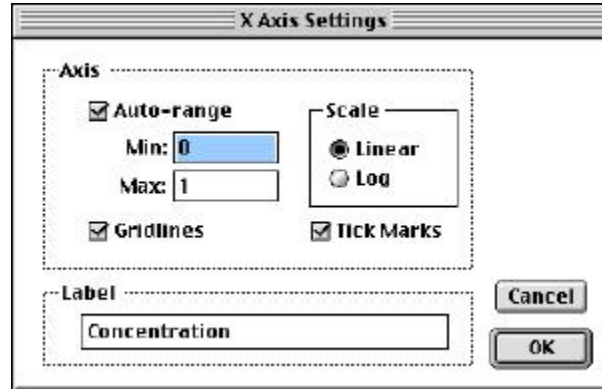 X Axis Settings
Axis
Auto-range
Scale
Min: 0
Linear
Max: 1
Log
Gridlines
Tick Marks
Label
Concentration
Cancel
OK